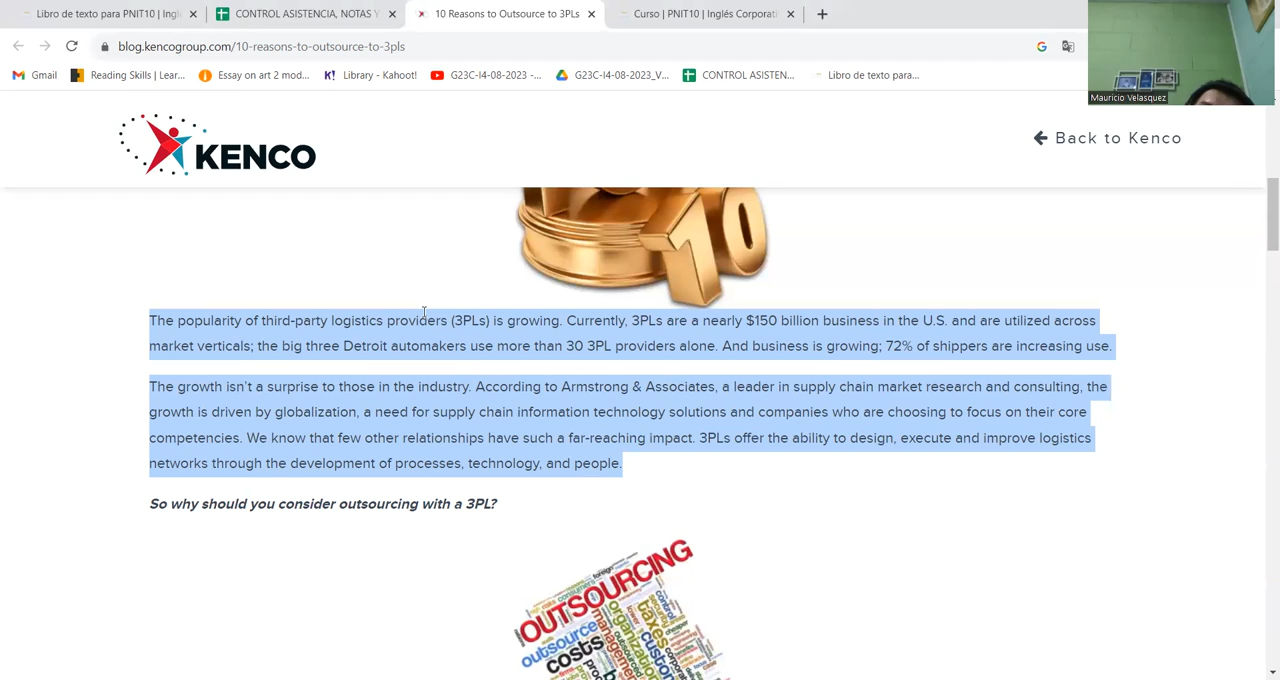 Libro de texto para PNIT10 | Ingl
CONTROL ASISTENCIA, NOTAS Y
10 Reasons to Outsource to 3PLs
Curso | PNIT10 | Inglés Corporati
blog.kencogroup.com/10-reasons-to-outsource-to-3pls
Gmail
Reading Skills | Lear...
Essay on art 2 mod...
Library - Kahoot!
G23C-I4-08-2023 -...
G23C-I4-08-2023_V...
CONTROL ASISTEN...
Libro de texto para...
Mauricio Velasquez
KENCO
Back to Kenco
10
The popularity of third-party logistics providers (3PLs) is growing. Currently, 3PLs are a nearly $150 billion business in the U.S. and are utilized across
market verticals; the big three Detroit automakers use more than 30 3PL providers alone. And business is growing; 72% of shippers are increasing use.
The growth isn't a surprise to those in the industry. According to Armstrong & Associates, a leader in supply chain market research and consulting, the
growth is driven by globalization, a need for supply chain information technology solutions and companies who are choosing to focus on their core
competencies. We know that few other relationships have such a far-reaching impact. 3PLs offer the ability to design, execute and improve logistics
networks through the development of processes, technology, and people.
So why should you consider outsourcing with a 3PL?
OUTSOURCING
outsource
costs
management
organization
taxes
control
foreign
consumers
cheaper